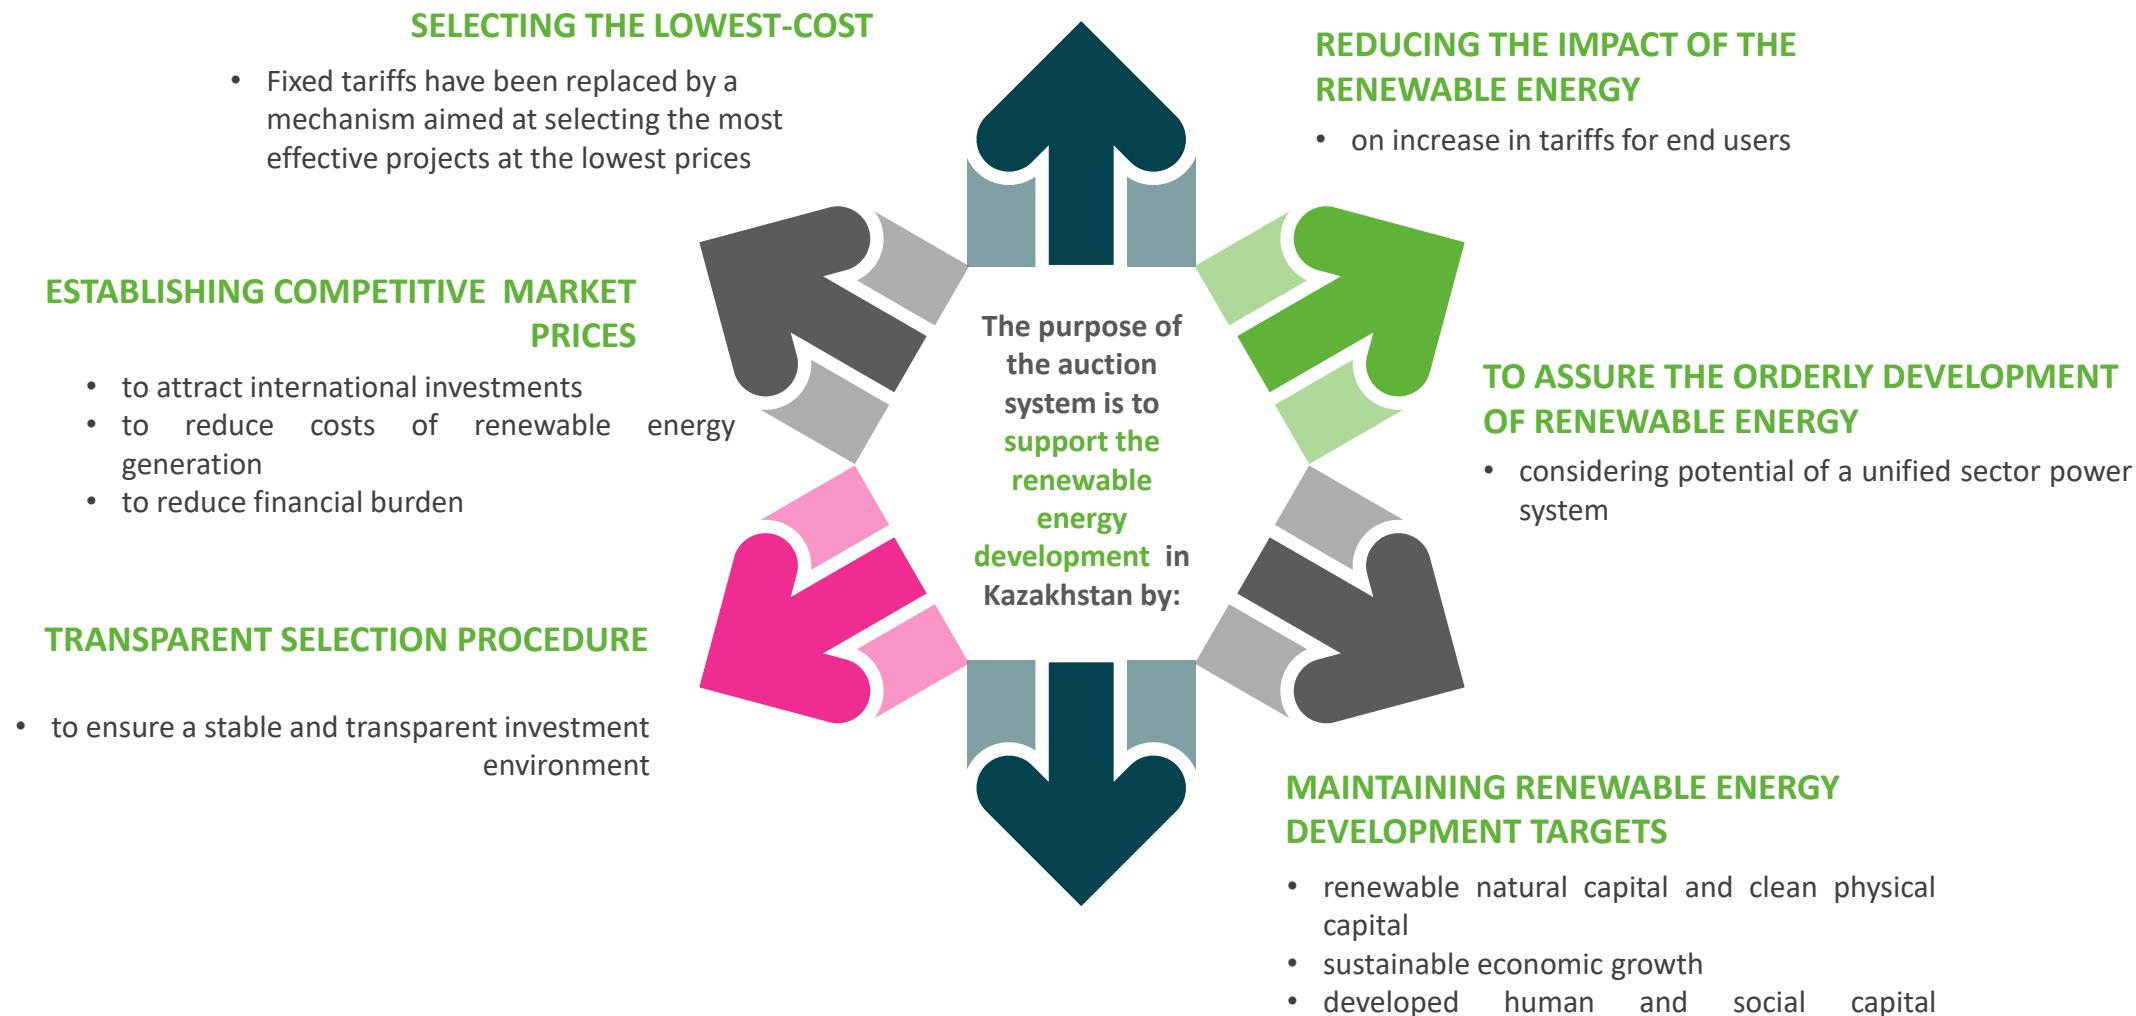 SELECTING THE LOWEST-COST
• Fixed tariffs have been replaced by a
mechanism aimed at selecting the most
effective projects at the lowest prices
ESTABLISHING COMPETITIVE MARKET
PRICES
• to attract international investments
• to reduce costs of renewable energy
generation
• to reduce financial burden
TRANSPARENT SELECTION PROCEDURE
• to ensure a stable and transparent investment
environment
The purpose of
the auction
system is to
support the
renewable
energy
development in
Kazakhstan by:
REDUCING THE IMPACT OF THE
RENEWABLE ENERGY
• on increase in tariffs for end users
TO ASSURE THE ORDERLY DEVELOPMENT
OF RENEWABLE ENERGY
• considering potential of a unified sector power
system
MAINTAINING RENEWABLE ENERGY
DEVELOPMENT TARGETS
• renewable natural capital and clean physical
capital
• sustainable economic growth
• developed human and social capital